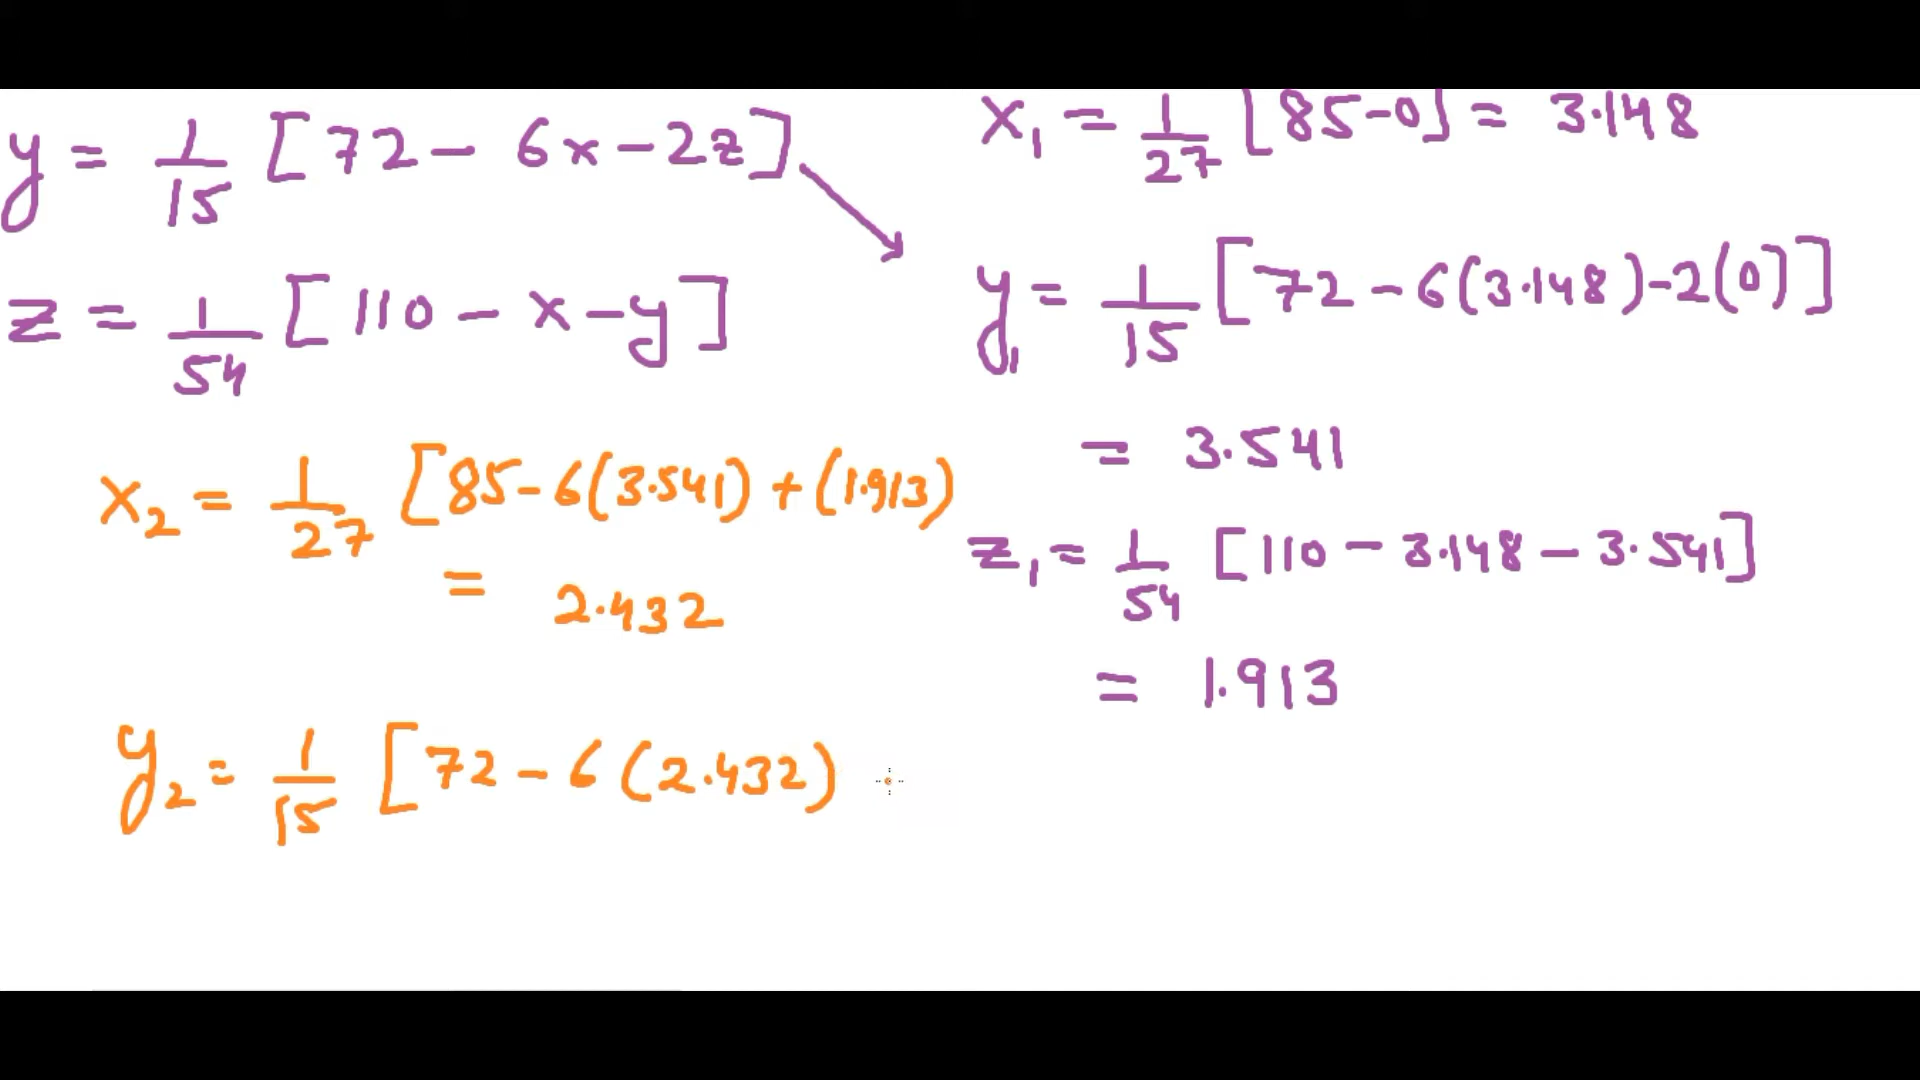 y = 1/15 [72 - 6x - 2z]
z = 1/54 [110 - x - y]
x₂ = 1/27 [85 - 6(3.541) + (1.913)
= 2.432
y₂ = 1/15 [72 - 6(2.432)
x₁ = 1/27 [85 - 0] = 3.148
y₁ = 1/15 [72 - 6(3.148) - 2(0)]
= 3.541
z₁ = 1/54 [110 - 3.148 - 3.541]
= 1.913